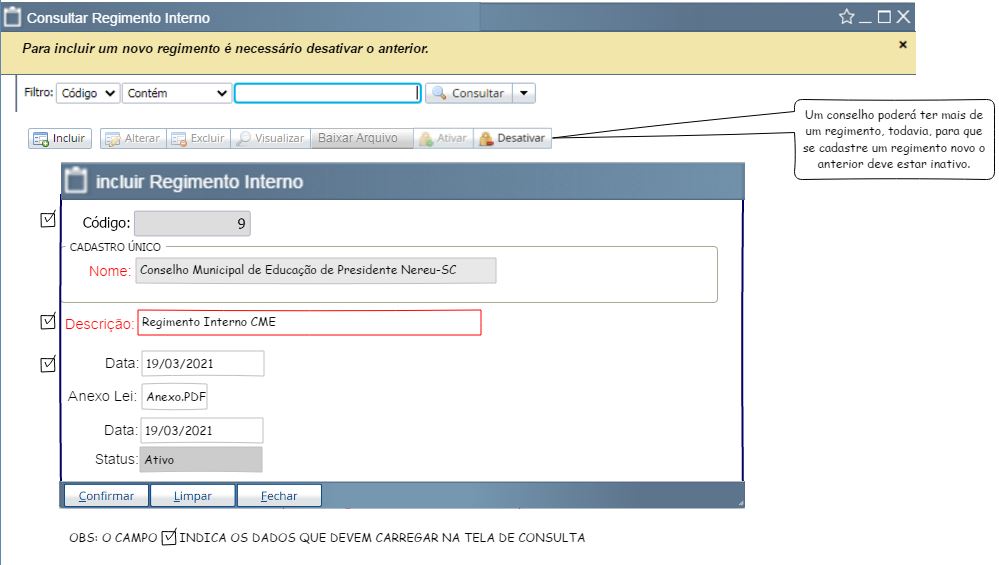 Consultar Regimento Interno
Para incluir um novo regimento é necessário desativar o anterior.
Filtro: Código Contém Consultar
Incluir Alterar Excluir Visualizar Baixar Arquivo Ativar Desativar
Um conselho poderá ter mais de
um regimento, todavia, para que
se cadastre um regimento novo o
anterior deve estar inativo.
incluir Regimento Interno
Código: 9
CADASTRO ÚNICO
Nome: Conselho Municipal de Educação de Presidente Nereu-SC
Descrição: Regimento Interno CME
Data: 19/03/2021
Anexo Lei: Anexo.PDF
Data: 19/03/2021
Status: Ativo
Confirmar Limpar Fechar
OBS: O CAMPO INDICA OS DADOS QUE DEVEM CARREGAR NA TELA DE CONSULTA